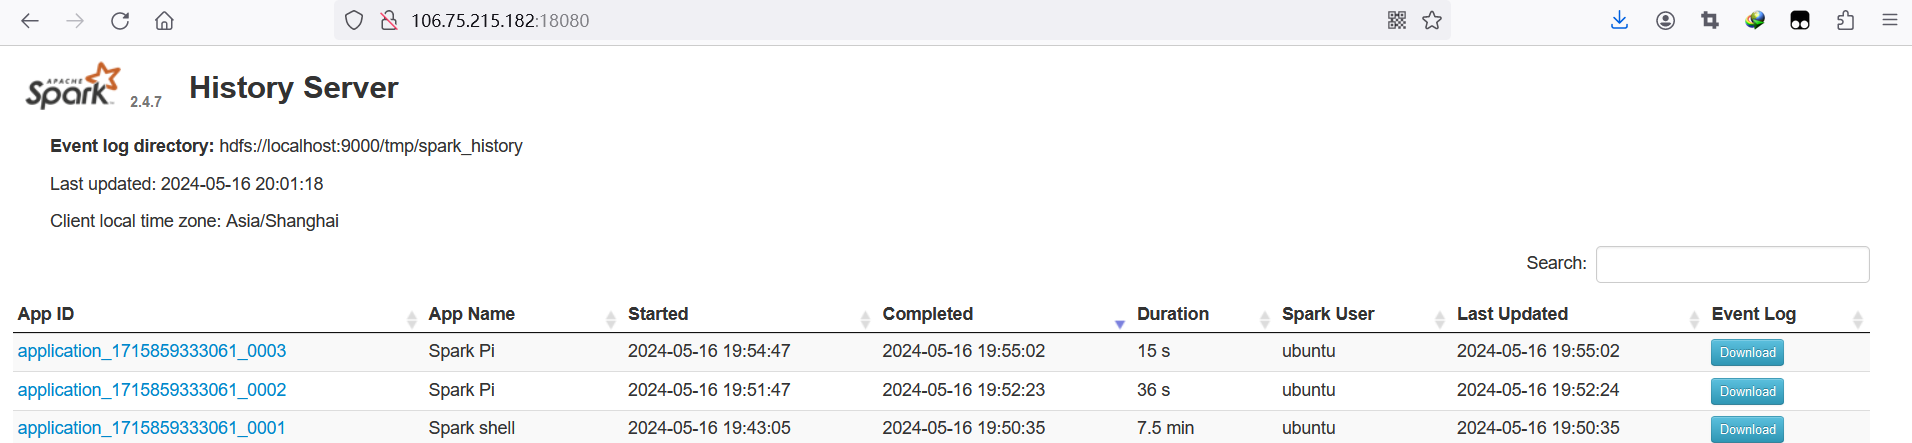 106.75.215.182:18080
APACHE
Spark 2.4.7 History Server
Event log directory: hdfs://localhost:9000/tmp/spark_history
Last updated: 2024-05-16 20:01:18
Client local time zone: Asia/Shanghai
Search:
App ID App Name Started Completed Duration Spark User Last Updated Event Log
application_1715859333061_0003 Spark Pi 2024-05-16 19:54:47 2024-05-16 19:55:02 15 s ubuntu 2024-05-16 19:55:02 Download
application_1715859333061_0002 Spark Pi 2024-05-16 19:51:47 2024-05-16 19:52:23 36 s ubuntu 2024-05-16 19:52:24 Download
application_1715859333061_0001 Spark shell 2024-05-16 19:43:05 2024-05-16 19:50:35 7.5 min ubuntu 2024-05-16 19:50:35 Download